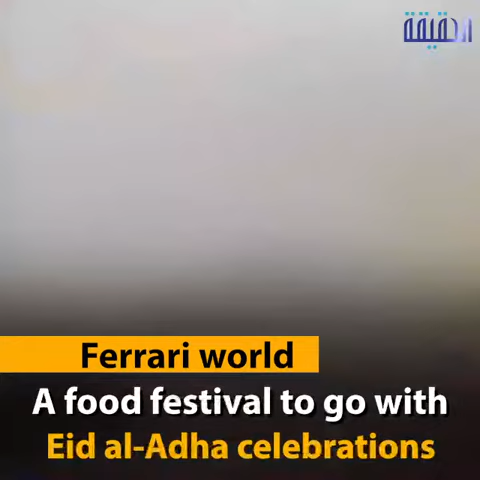 الحقيقة
Ferrari world
A food festival to go with
Eid al-Adha celebrations